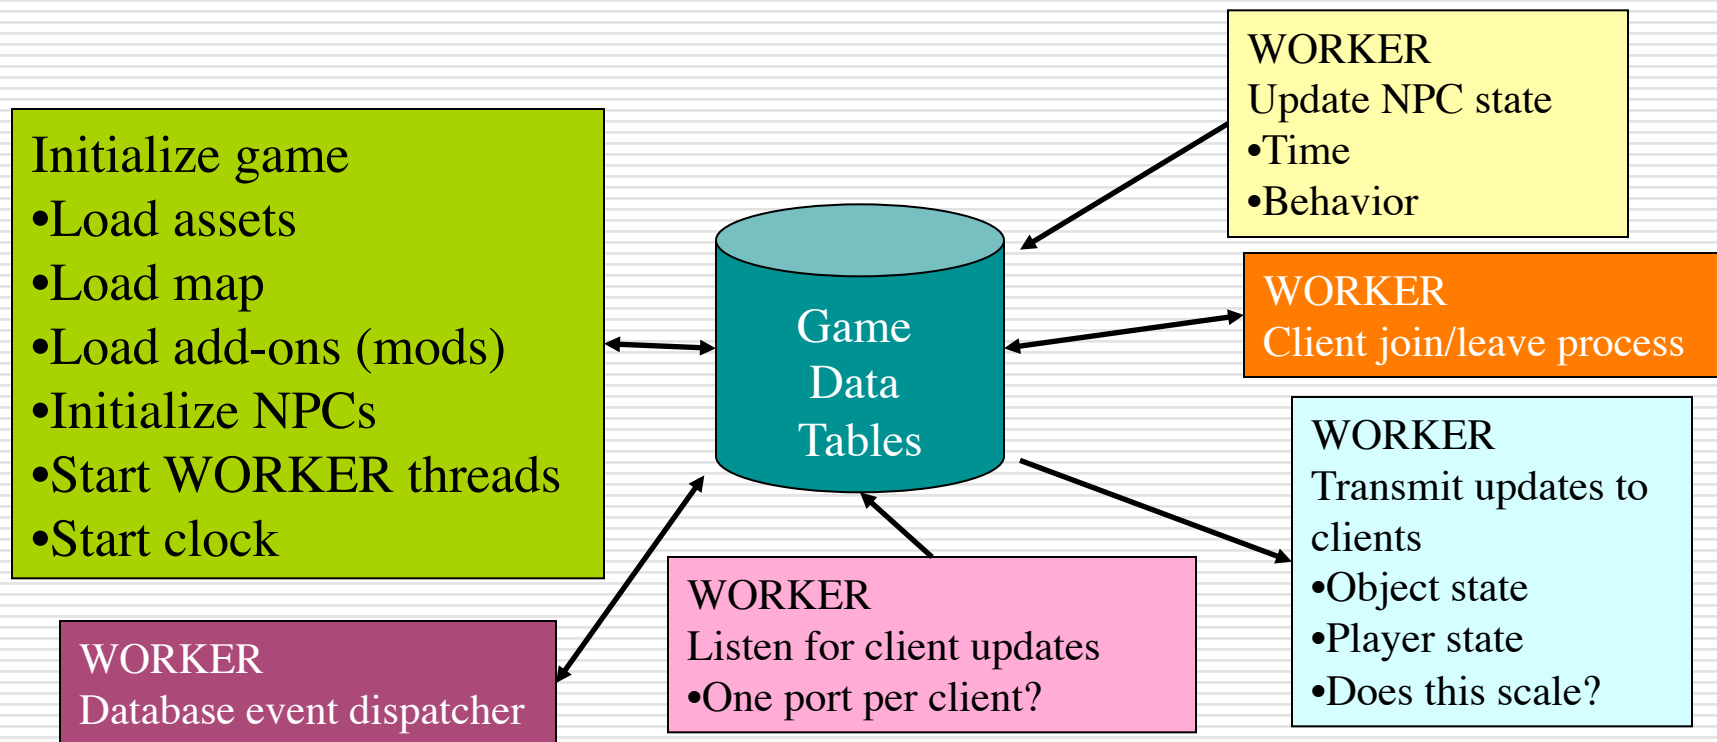 Initialize game
•Load assets
•Load map
•Load add-ons (mods)
•Initialize NPCs
•Start WORKER threads
•Start clock
Game
Data
Tables
WORKER
Update NPC state
•Time
•Behavior
WORKER
Client join/leave process
WORKER
Transmit updates to
clients
•Object state
•Player state
•Does this scale?
WORKER
Listen for client updates
•One port per client?
WORKER
Database event dispatcher